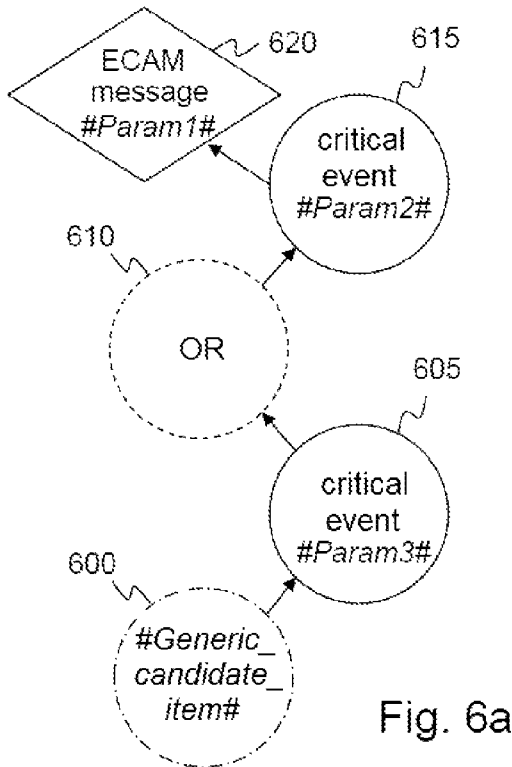 620
ECAM
message
#Param1#
615
critical
event
#Param2#
610
OR
605
critical
event
#Param3#
600
#Generic_
candidate_
item#
Fig. 6a